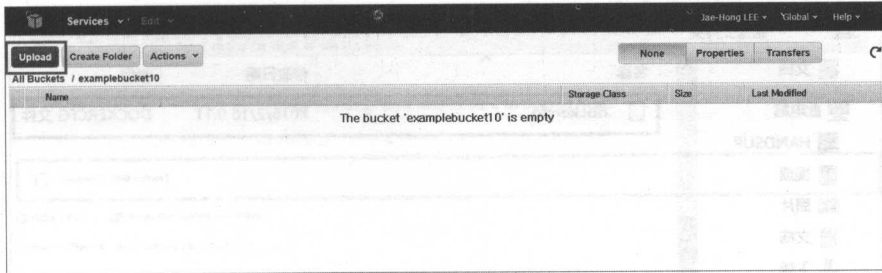 Services Edit Jae-Hong LEE Global Help
Upload Create Folder Actions None Properties Transfers
All Buckets / examplebucket10
Name Storage Class Size Last Modified
The bucket 'examplebucket10' is empty